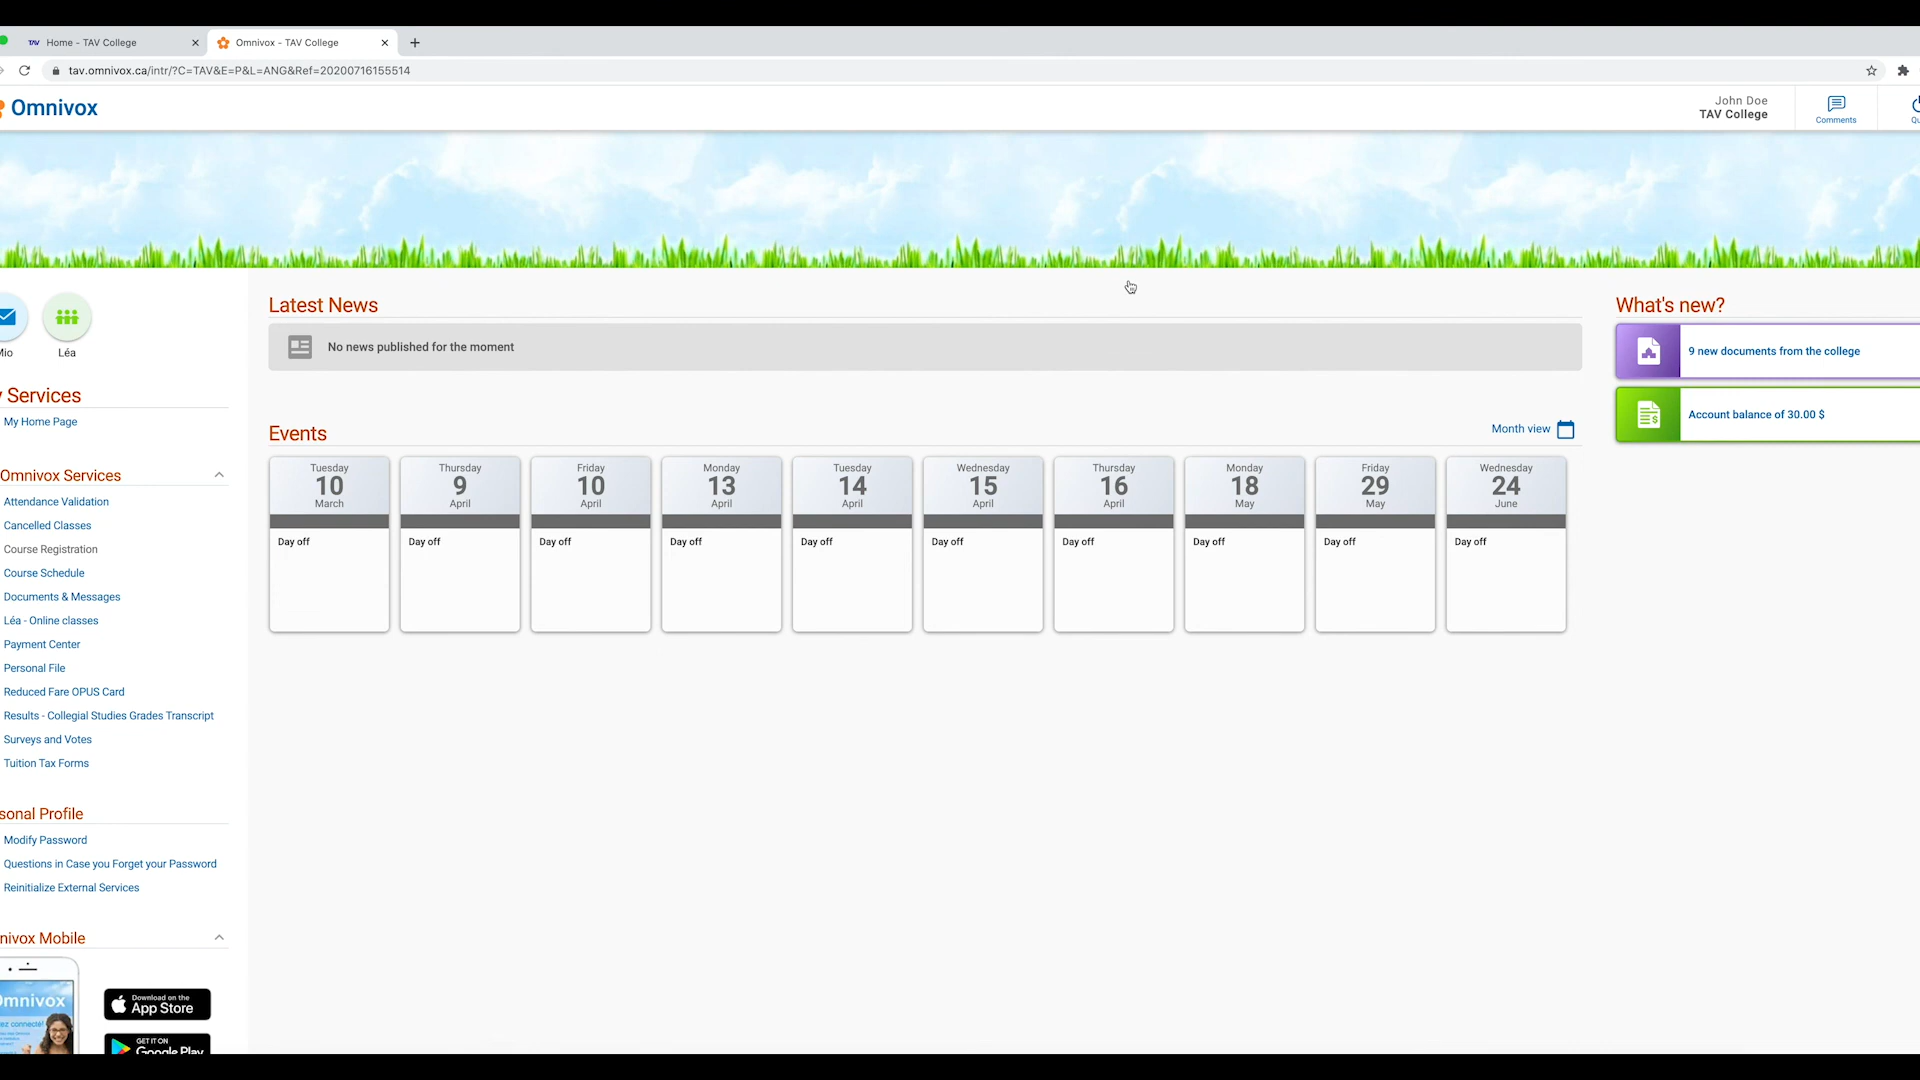 TAV Home - TAV College
Omnivox - TAV College
tav.omnivox.ca/intr/?C=TAV&E=P&L=ANG&Ref=20200716155514
Omnivox
John Doe
TAV College
Comments
Qu
Mio
Léa
Services
My Home Page
Omnivox Services
Attendance Validation
Cancelled Classes
Course Registration
Course Schedule
Documents & Messages
Léa - Online classes
Payment Center
Personal File
Reduced Fare OPUS Card
Results - Collegial Studies Grades Transcript
Surveys and Votes
Tuition Tax Forms
sonal Profile
Modify Password
Questions in Case you Forget your Password
Reinitialize External Services
nivox Mobile
Omnivox
Download on the
App Store
GET IT ON
Google Play
Latest News
No news published for the moment
Events
Month view
Tuesday
10
March
Day off
Thursday
9
April
Day off
Friday
10
April
Day off
Monday
13
April
Day off
Tuesday
14
April
Day off
Wednesday
15
April
Day off
Thursday
16
April
Day off
Monday
18
May
Day off
Friday
29
May
Day off
Wednesday
24
June
Day off
What's new?
9 new documents from the college
Account balance of 30.00 $